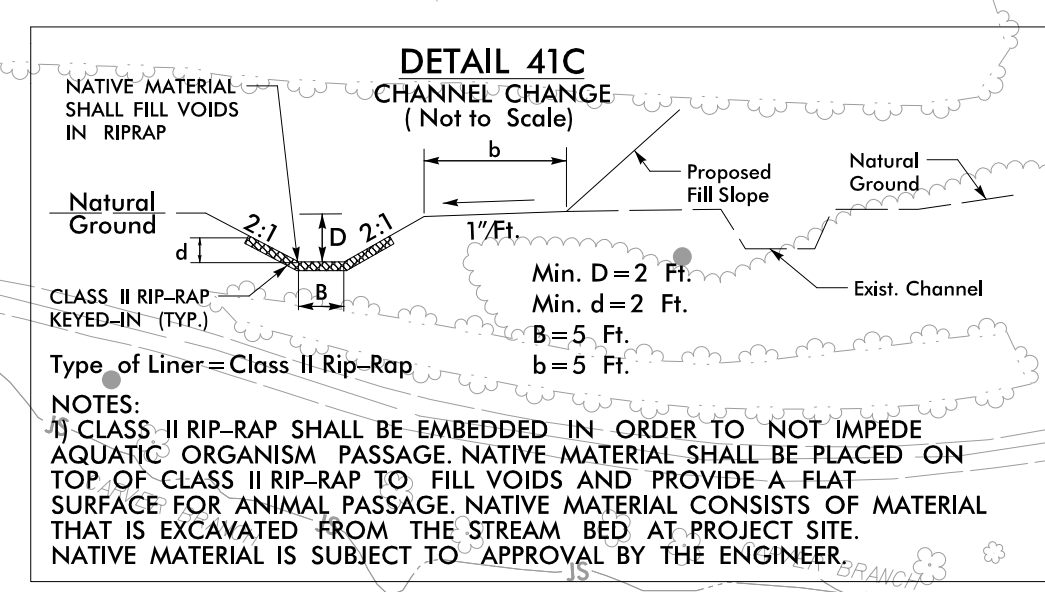 DETAIL 41C
CHANNEL CHANGE
( Not to Scale)
NATIVE MATERIAL
SHALL FILL VOIDS
IN RIPRAP
b
Proposed
Fill Slope
Natural
Ground
Natural
Ground
2:1
D
2:1
1"/Ft.
d
B
CLASS II RIP-RAP
KEYED-IN (TYP.)
Min. D=2 Ft.
Min. d=2 Ft.
B=5 Ft.
b=5 Ft.
Exist. Channel
Type of Liner=Class II Rip-Rap
NOTES:
1) CLASS II RIP-RAP SHALL BE EMBEDDED IN ORDER TO NOT IMPEDE
AQUATIC ORGANISM PASSAGE. NATIVE MATERIAL SHALL BE PLACED ON
TOP OF CLASS II RIP-RAP TO FILL VOIDS AND PROVIDE A FLAT
SURFACE FOR ANIMAL PASSAGE. NATIVE MATERIAL CONSISTS OF MATERIAL
THAT IS EXCAVATED FROM THE STREAM BED AT PROJECT SITE.
NATIVE MATERIAL IS SUBJECT TO APPROVAL BY THE ENGINEER.
JS
JS
JS
CARVER BRANCH
CARVER BRANCH